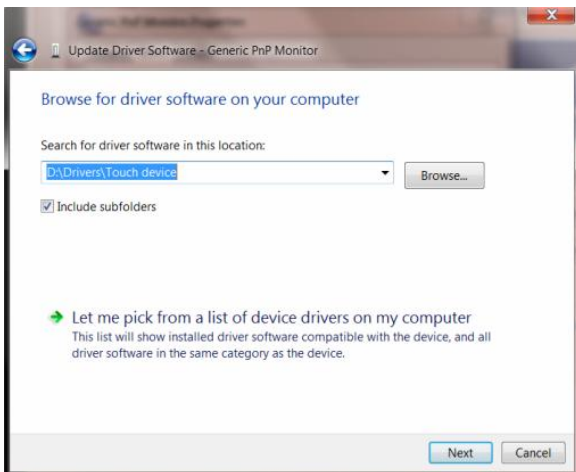 Update Driver Software - Generic PnP Monitor
Browse for driver software on your computer
Search for driver software in this location:
D:\Drivers\Touch device
Browse...
Include subfolders
Let me pick from a list of device drivers on my computer
This list will show installed driver software compatible with the device, and all
driver software in the same category as the device.
Next
Cancel